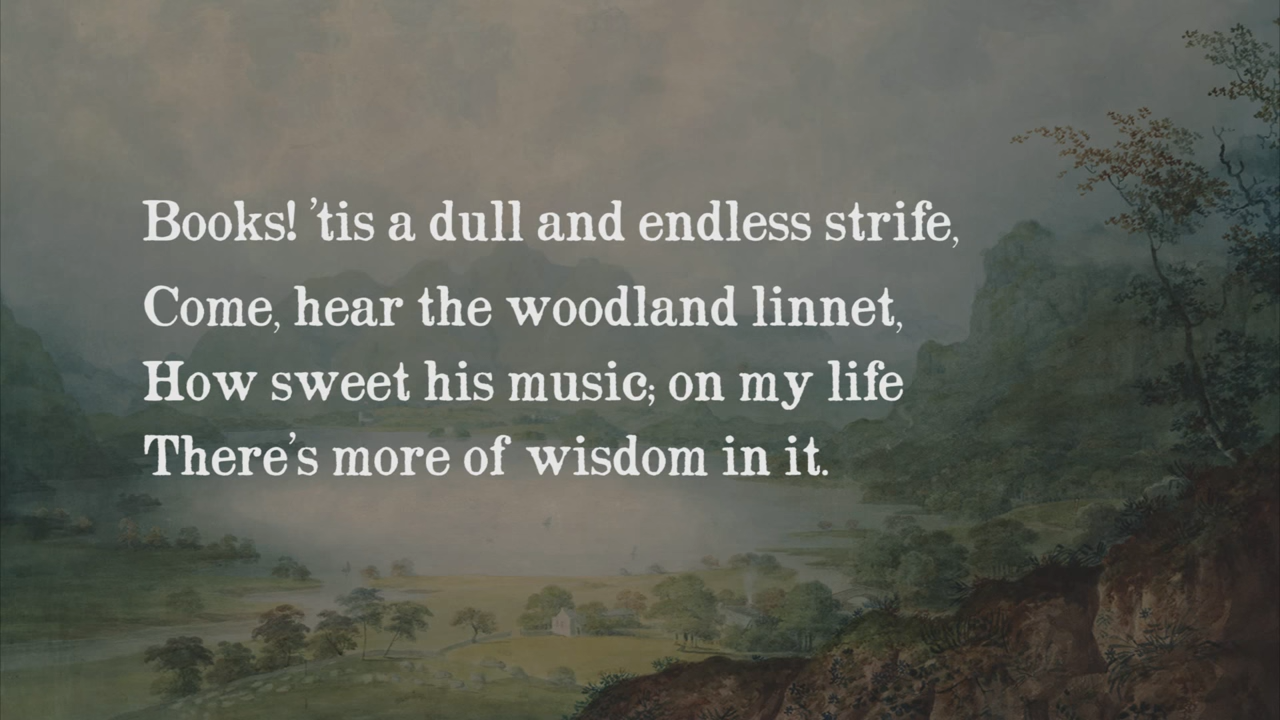 Books! ’tis a dull and endless strife,
Come, hear the woodland linnet,
How sweet his music; on my life
There’s more of wisdom in it.